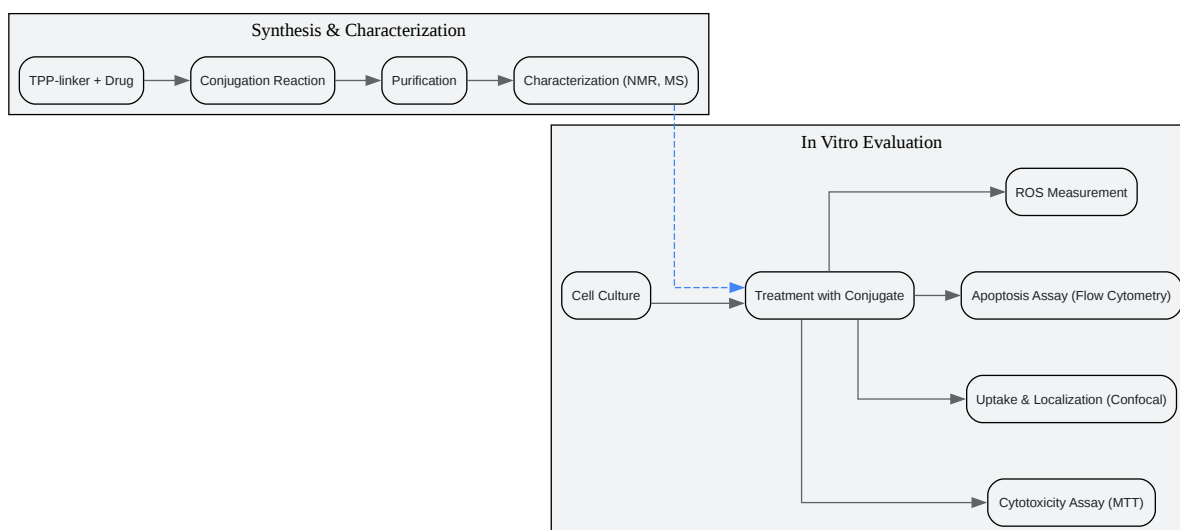 Synthesis & Characterization
TPP-linker + Drug
Conjugation Reaction
Purification
Characterization (NMR, MS)
In Vitro Evaluation
ROS Measurement
Cell Culture
Treatment with Conjugate
Apoptosis Assay (Flow Cytometry)
Uptake & Localization (Confocal)
Cytotoxicity Assay (MTT)